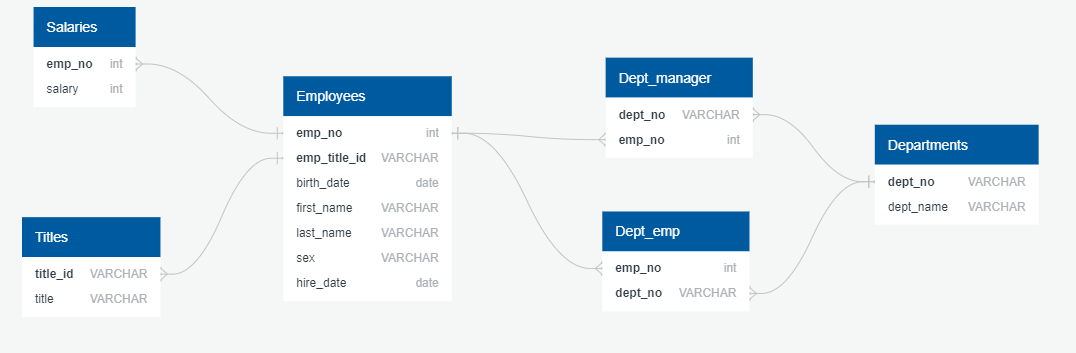 Salaries
emp_no int
salary int
Titles
title_id VARCHAR
title VARCHAR
Employees
emp_no int
emp_title_id VARCHAR
birth_date date
first_name VARCHAR
last_name VARCHAR
sex VARCHAR
hire_date date
Dept_manager
dept_no VARCHAR
emp_no int
Dept_emp
emp_no int
dept_no VARCHAR
Departments
dept_no VARCHAR
dept_name VARCHAR